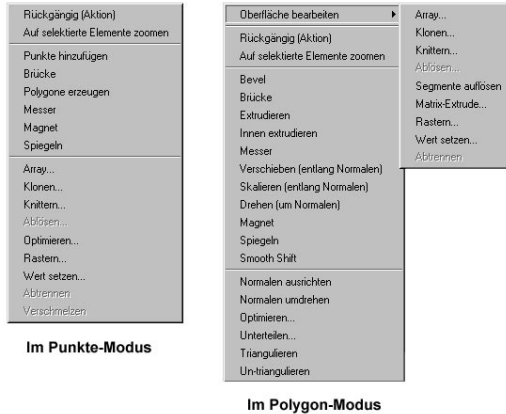 Rückgängig (Aktion)
Auf selektierte Elemente zoomen
Punkte hinzufügen
Brücke
Polygone erzeugen
Messer
Magnet
Spiegeln
Array...
Klonen...
Knittern...
Ablösen...
Optimieren...
Rastern...
Wert setzen...
Abtrennen
Verschmelzen
Im Punkte-Modus
Oberfläche bearbeiten
Rückgängig (Aktion)
Auf selektierte Elemente zoomen
Bevel
Brücke
Extrudieren
Innen extrudieren
Messer
Verschieben (entlang Normalen)
Skalieren (entlang Normalen)
Drehen (um Normalen)
Magnet
Spiegeln
Smooth Shift
Normalen ausrichten
Normalen umdrehen
Optimieren...
Unterteilen...
Triangulieren
Un-triangulieren
Im Polygon-Modus
Array...
Klonen...
Knittern...
Ablösen...
Segmente auflösen
Matrix-Extrude...
Rastern...
Wert setzen...
Abtrennen